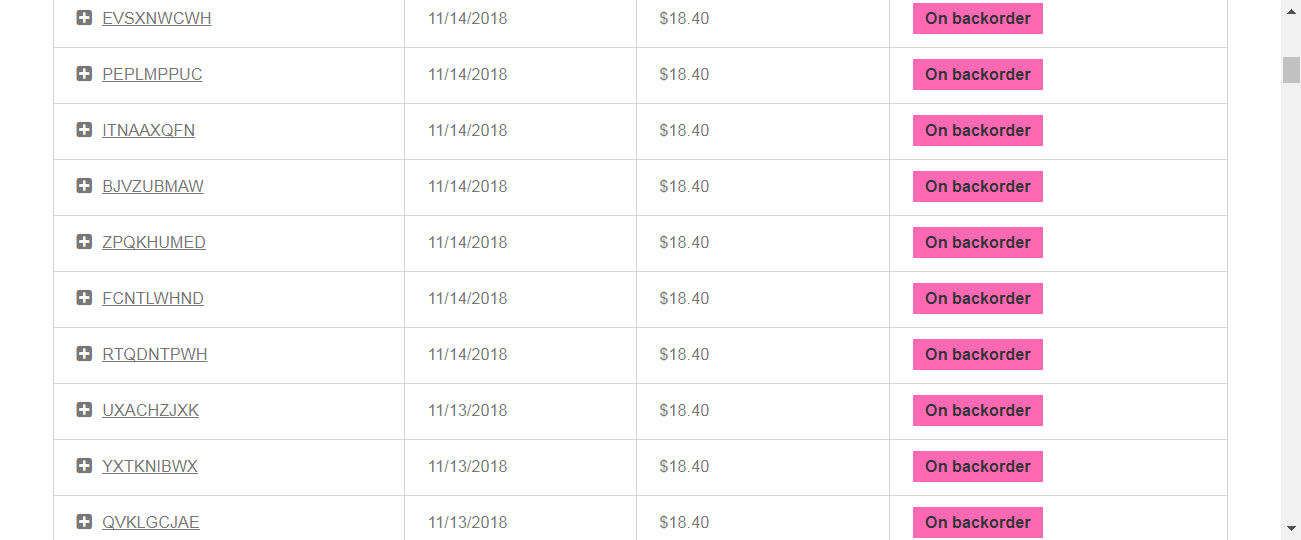 EVSXNWCWH 11/14/2018 $18.40 On backorder
PEPLMPPUC 11/14/2018 $18.40 On backorder
ITNAAXQFN 11/14/2018 $18.40 On backorder
BJVZUBMAW 11/14/2018 $18.40 On backorder
ZPQKHUMED 11/14/2018 $18.40 On backorder
FCNTLWHND 11/14/2018 $18.40 On backorder
RTQDNTPWH 11/14/2018 $18.40 On backorder
UXACHZJXK 11/13/2018 $18.40 On backorder
YXTKNIBWX 11/13/2018 $18.40 On backorder
QVKLGCJAE 11/13/2018 $18.40 On backorder